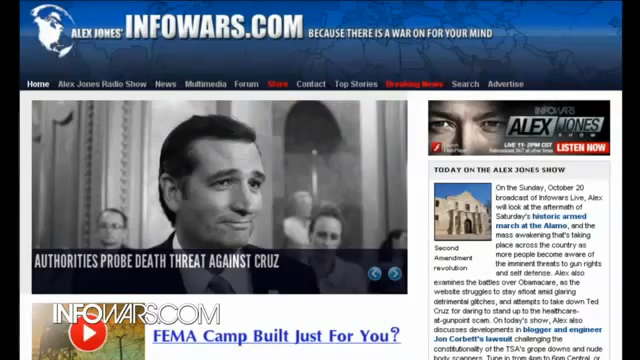 ALEX JONES' INFOWARS.COM BECAUSE THERE IS A WAR ON FOR YOUR MIND
Home Alex Jones Radio Show News Multimedia Forum Store Contact Top Stories Breaking News Search Advertise
AUTHORITIES PROBE DEATH THREAT AGAINST CRUZ
INFOWARS.COM
FEMA Camp Built Just For You?
INFOWARS
ALEX JONES
SHOW
LIVE 11-2PM CST
LISTEN NOW
TODAY ON THE ALEX JONES SHOW
Second
Amendment
revolution
On the Sunday, October 20
broadcast of Infowars Live, Alex
will look at the aftermath of
Saturday's historic armed
march at the Alamo, and the
mass awakening that's taking
place across the country as
more people become aware of
the imminent threats to gun rights
and self defense. Alex also
examines the battles over Obamacare, as
the website struggles to stay afloat amid glaring
detrimental glitches, and attempts to take down Ted
Cruz for daring to stand up to the healthcare-
at-gunpoint scam. On today's show, Alex also
discusses developments in blogger and engineer
Jon Corbett's lawsuit challenging the
constitutionality of the TSA's grope downs and nude
body scanners. Tune in from 4pm to 6pm Central, or